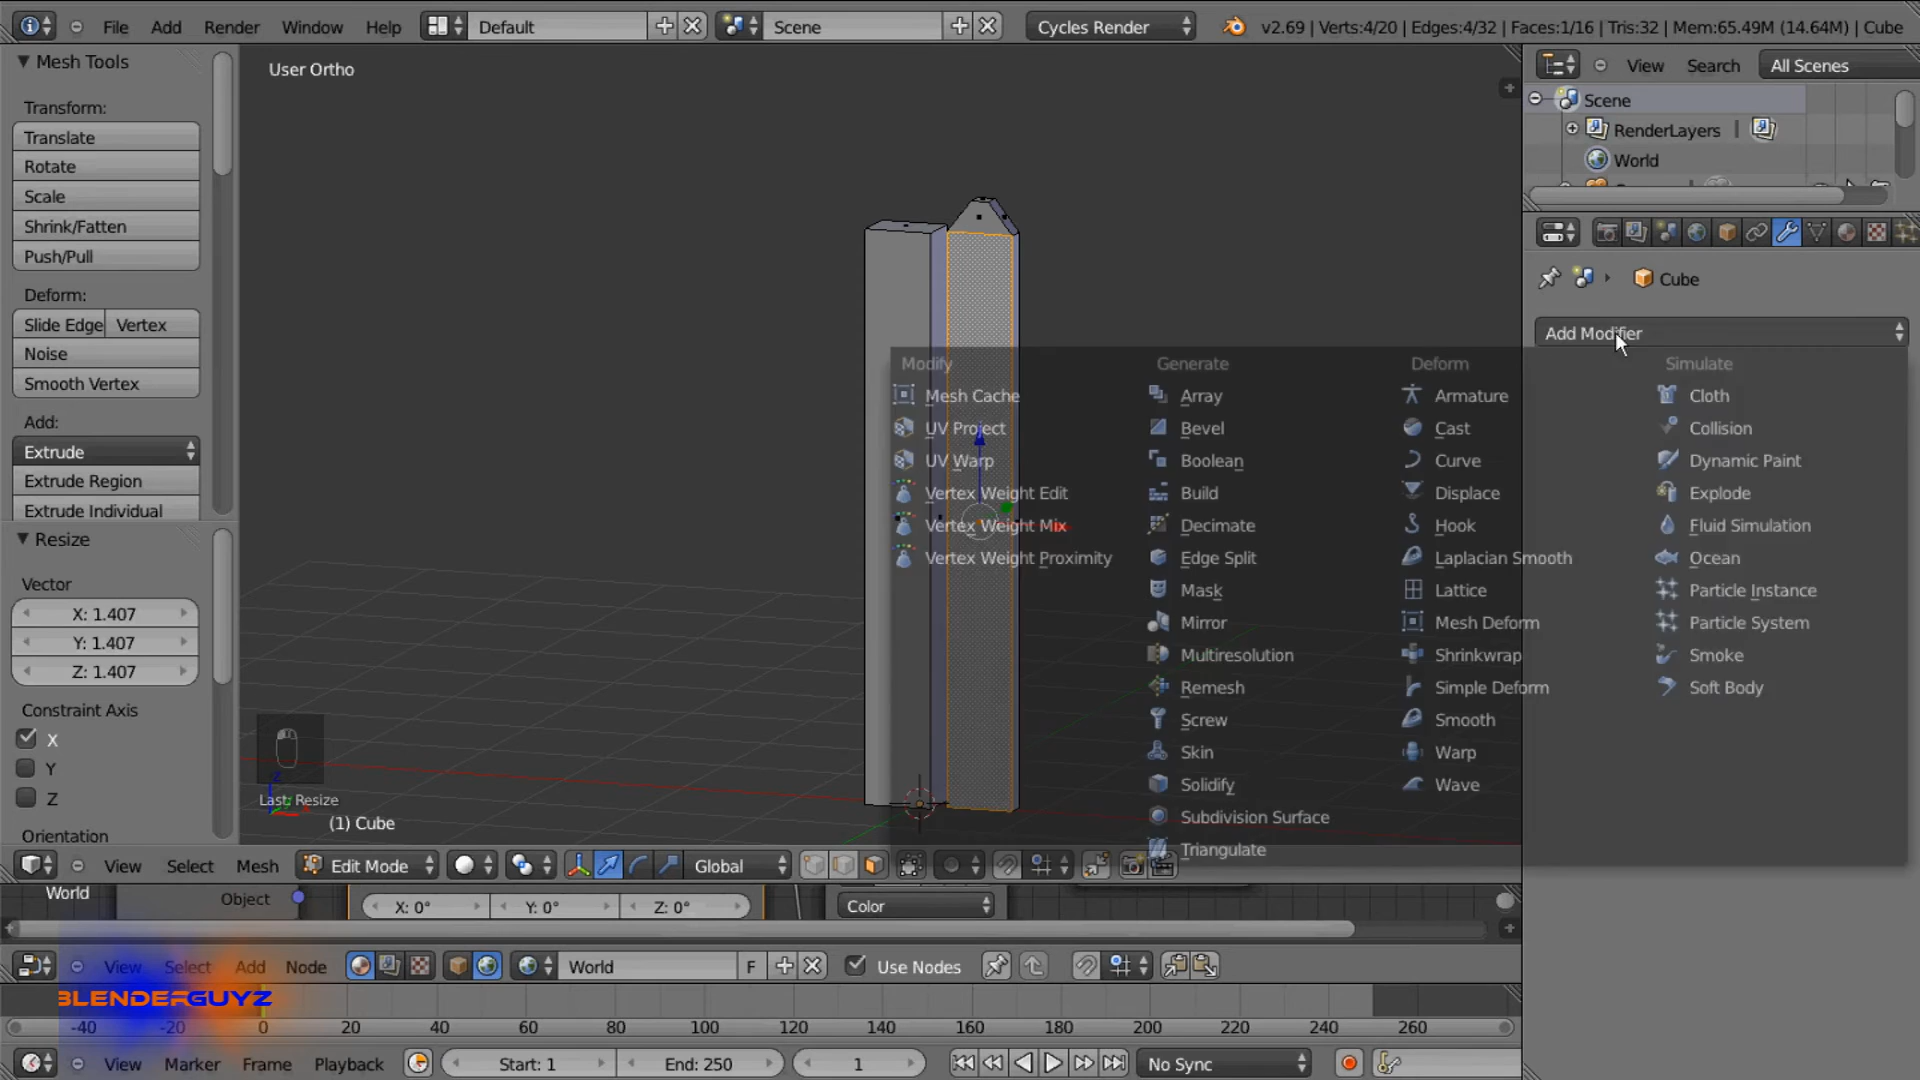 File Add Render Window Help Default Scene Cycles Render v2.69 | Verts:4/20 | Edges:4/32 | Faces:1/16 | Tris:32 | Mem:65.49M (14.64M) | Cube
Mesh Tools
Transform:
Translate
Rotate
Scale
Shrink/Fatten
Push/Pull
Deform:
Slide Edge Vertex
Noise
Smooth Vertex
Add:
Extrude
Extrude Region
Extrude Individual
Resize
Vector
X: 1.407
Y: 1.407
Z: 1.407
Constraint Axis
X
Y
Z
Orientation
User Ortho
Last: Resize
(1) Cube
View Search All Scenes
Scene
RenderLayers
World
Cube
Add Modifier
Modify
Mesh Cache
UV Project
UV Warp
Vertex Weight Edit
Vertex Weight Mix
Vertex Weight Proximity
Generate
Array
Bevel
Boolean
Build
Decimate
Edge Split
Mask
Mirror
Multiresolution
Remesh
Screw
Skin
Solidify
Subdivision Surface
Triangulate
Deform
Armature
Cast
Curve
Displace
Hook
Laplacian Smooth
Lattice
Mesh Deform
Shrinkwrap
Simple Deform
Smooth
Warp
Wave
Simulate
Cloth
Collision
Dynamic Paint
Explode
Fluid Simulation
Ocean
Particle Instance
Particle System
Smoke
Soft Body
View Select Mesh Edit Mode Global
World Object X: 0° Y: 0° Z: 0° Color
View Select Add Node World F Use Nodes
BLENDERGUYZ
-40 -20 0 20 40 60 80 100 120 140 160 180 200 220 240 260
View Marker Frame Playback Start: 1 End: 250 1 No Sync